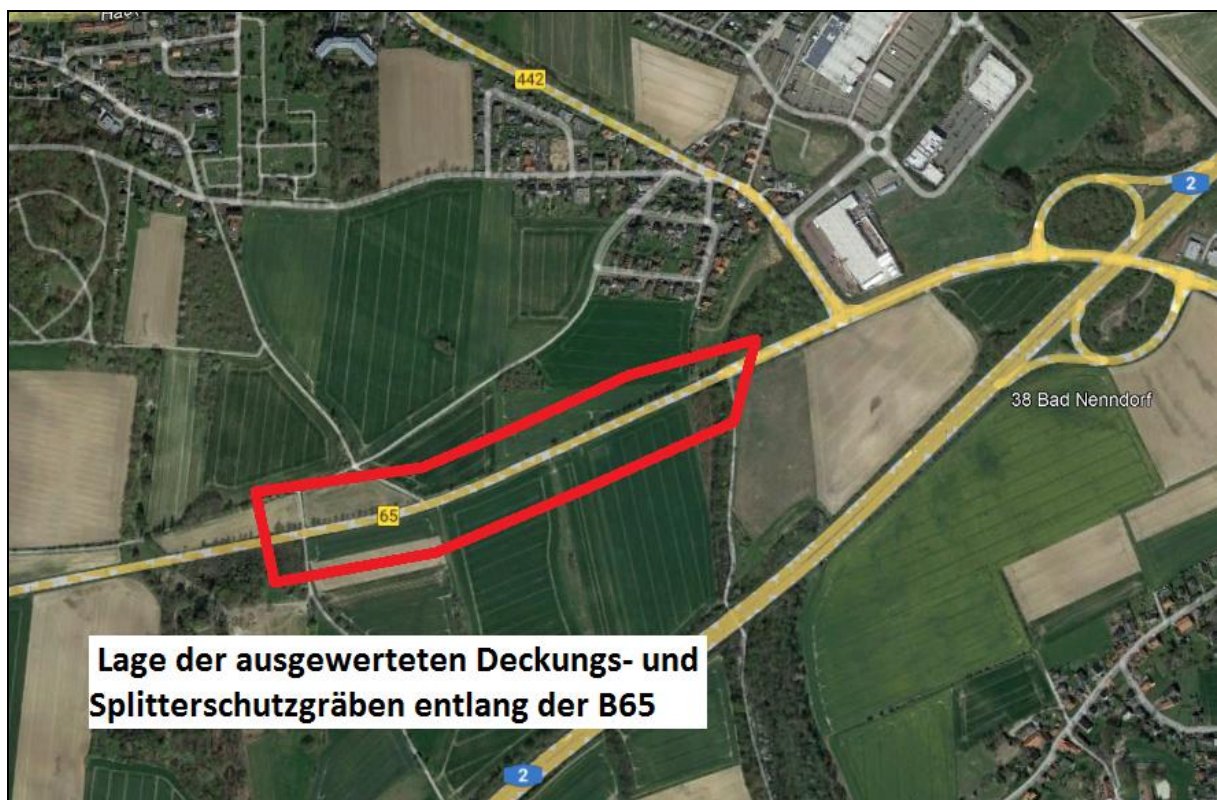 442
2
38 Bad Nenndorf
65
Lage der ausgewerteten Deckungs- und
Splitterschutzgräben entlang der B65
2